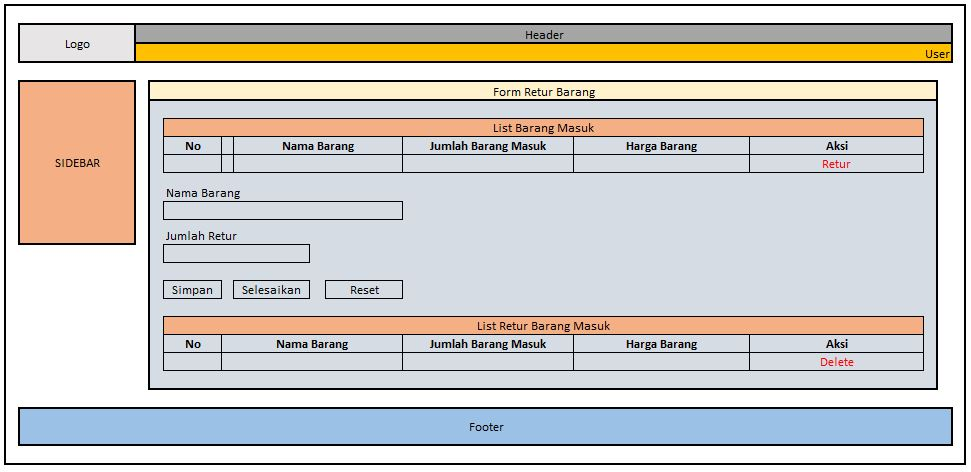 Logo
Header
User
SIDEBAR
Form Retur Barang
List Barang Masuk
No Nama Barang Jumlah Barang Masuk Harga Barang Aksi
Retur
Nama Barang
Jumlah Retur
Simpan Selesaikan Reset
List Retur Barang Masuk
No Nama Barang Jumlah Barang Masuk Harga Barang Aksi
Delete
Footer